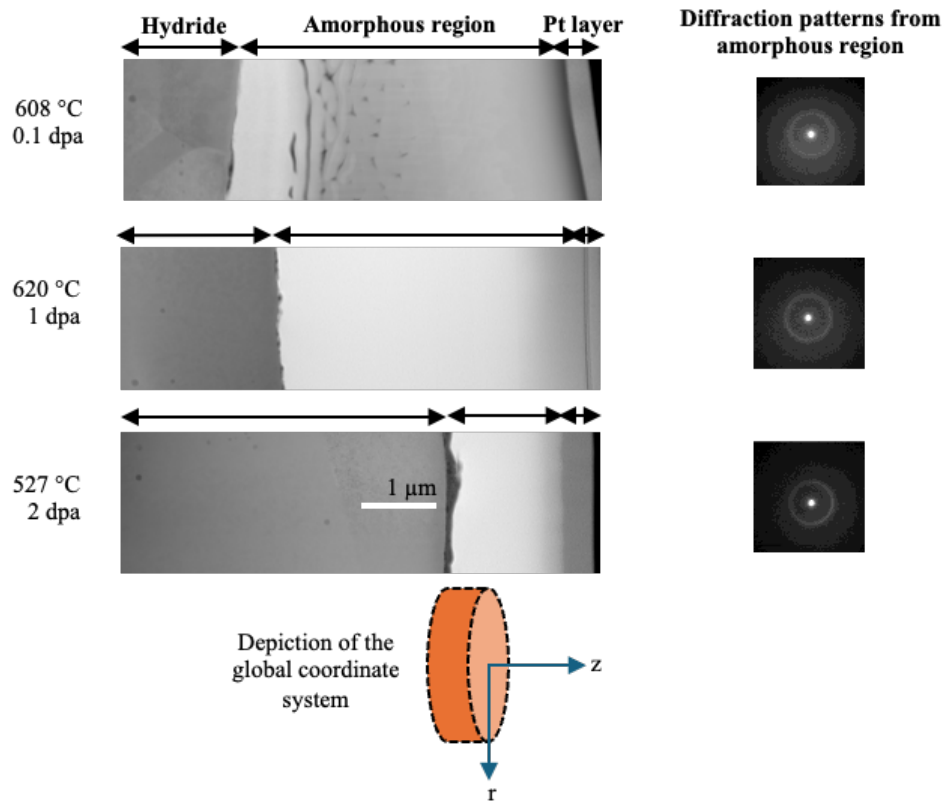 Hydride Amorphous region Pt layer
Diffraction patterns from
amorphous region
608 °C
0.1 dpa
620 °C
1 dpa
527 °C
2 dpa
1 μm
Depiction of the
global coordinate
system
z
r